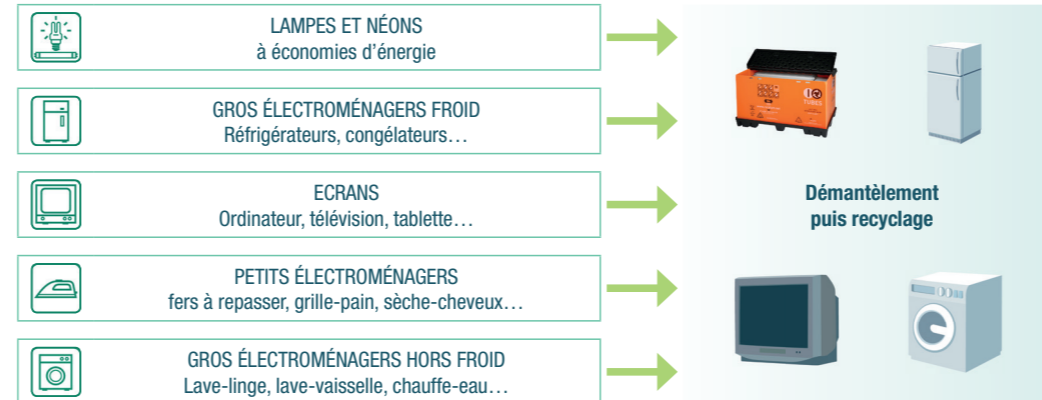 LAMPES ET NÉONS
à économies d’énergie
GROS ÉLECTROMÉNAGERS FROID
Réfrigérateurs, congélateurs…
ECRANS
Ordinateur, télévision, tablette…
PETITS ÉLECTROMÉNAGERS
fers à repasser, grille-pain, sèche-cheveux…
GROS ÉLECTROMÉNAGERS HORS FROID
Lave-linge, lave-vaisselle, chauffe-eau…
TUBES
Démantèlement
puis recyclage